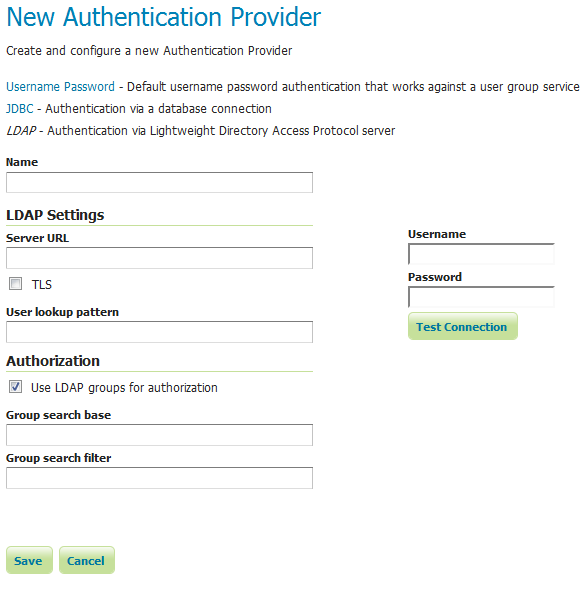 New Authentication Provider
Create and configure a new Authentication Provider
Username Password - Default username password authentication that works against a user group service
JDBC - Authentication via a database connection
LDAP - Authentication via Lightweight Directory Access Protocol server
Name
LDAP Settings
Server URL
TLS
User lookup pattern
Username
Password
Test Connection
Authorization
Use LDAP groups for authorization
Group search base
Group search filter
Save
Cancel